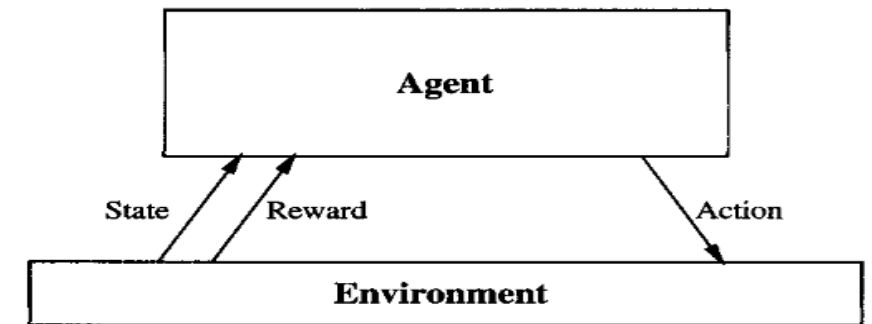 Agent
State
Reward
Action
Environment